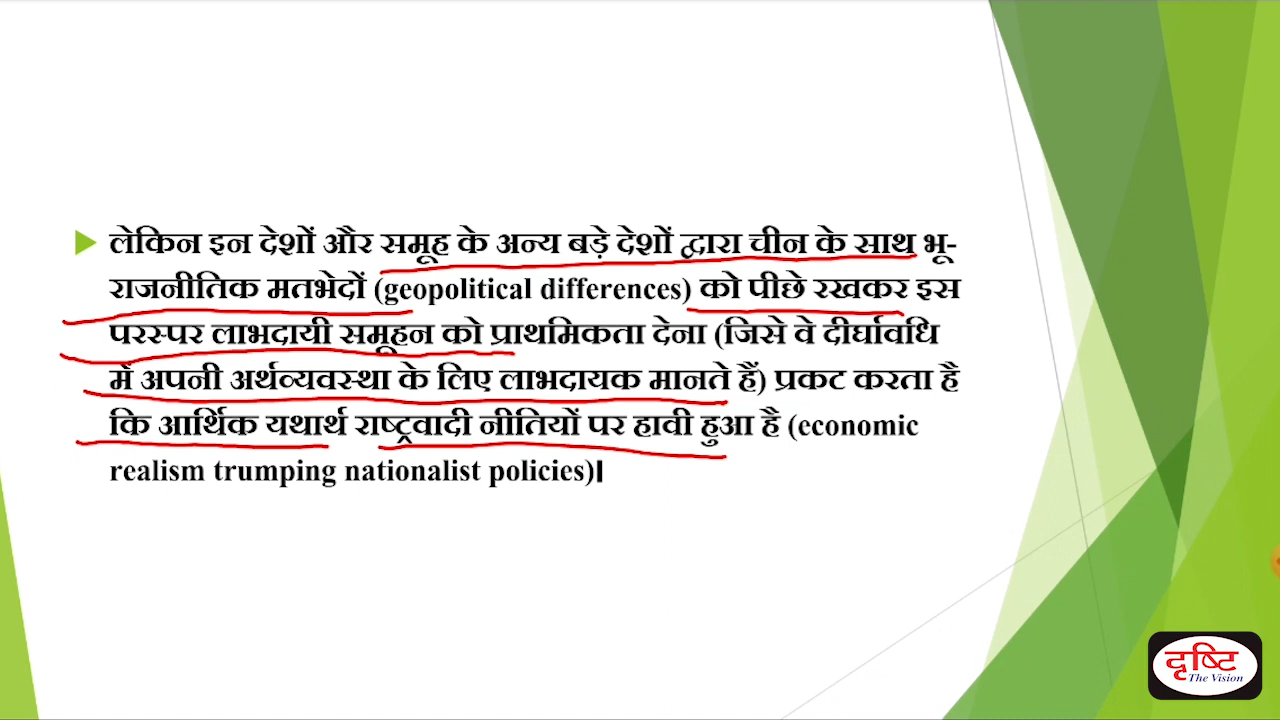 लेकिन इन देशों और समूह के अन्य बड़े देशों द्वारा चीन के साथ भू-
राजनीतिक मतभेदों (geopolitical differences) को पीछे रखकर इस
परस्पर लाभदायी समूहन को प्राथमिकता देना (जिसे वे दीर्घावधि
में अपनी अर्थव्यवस्था के लिए लाभदायक मानते हैं) प्रकट करता है
कि आर्थिक यथार्थ राष्ट्रवादी नीतियों पर हावी हुआ है (economic
realism trumping nationalist policies)।
दृष्टि
The Vision